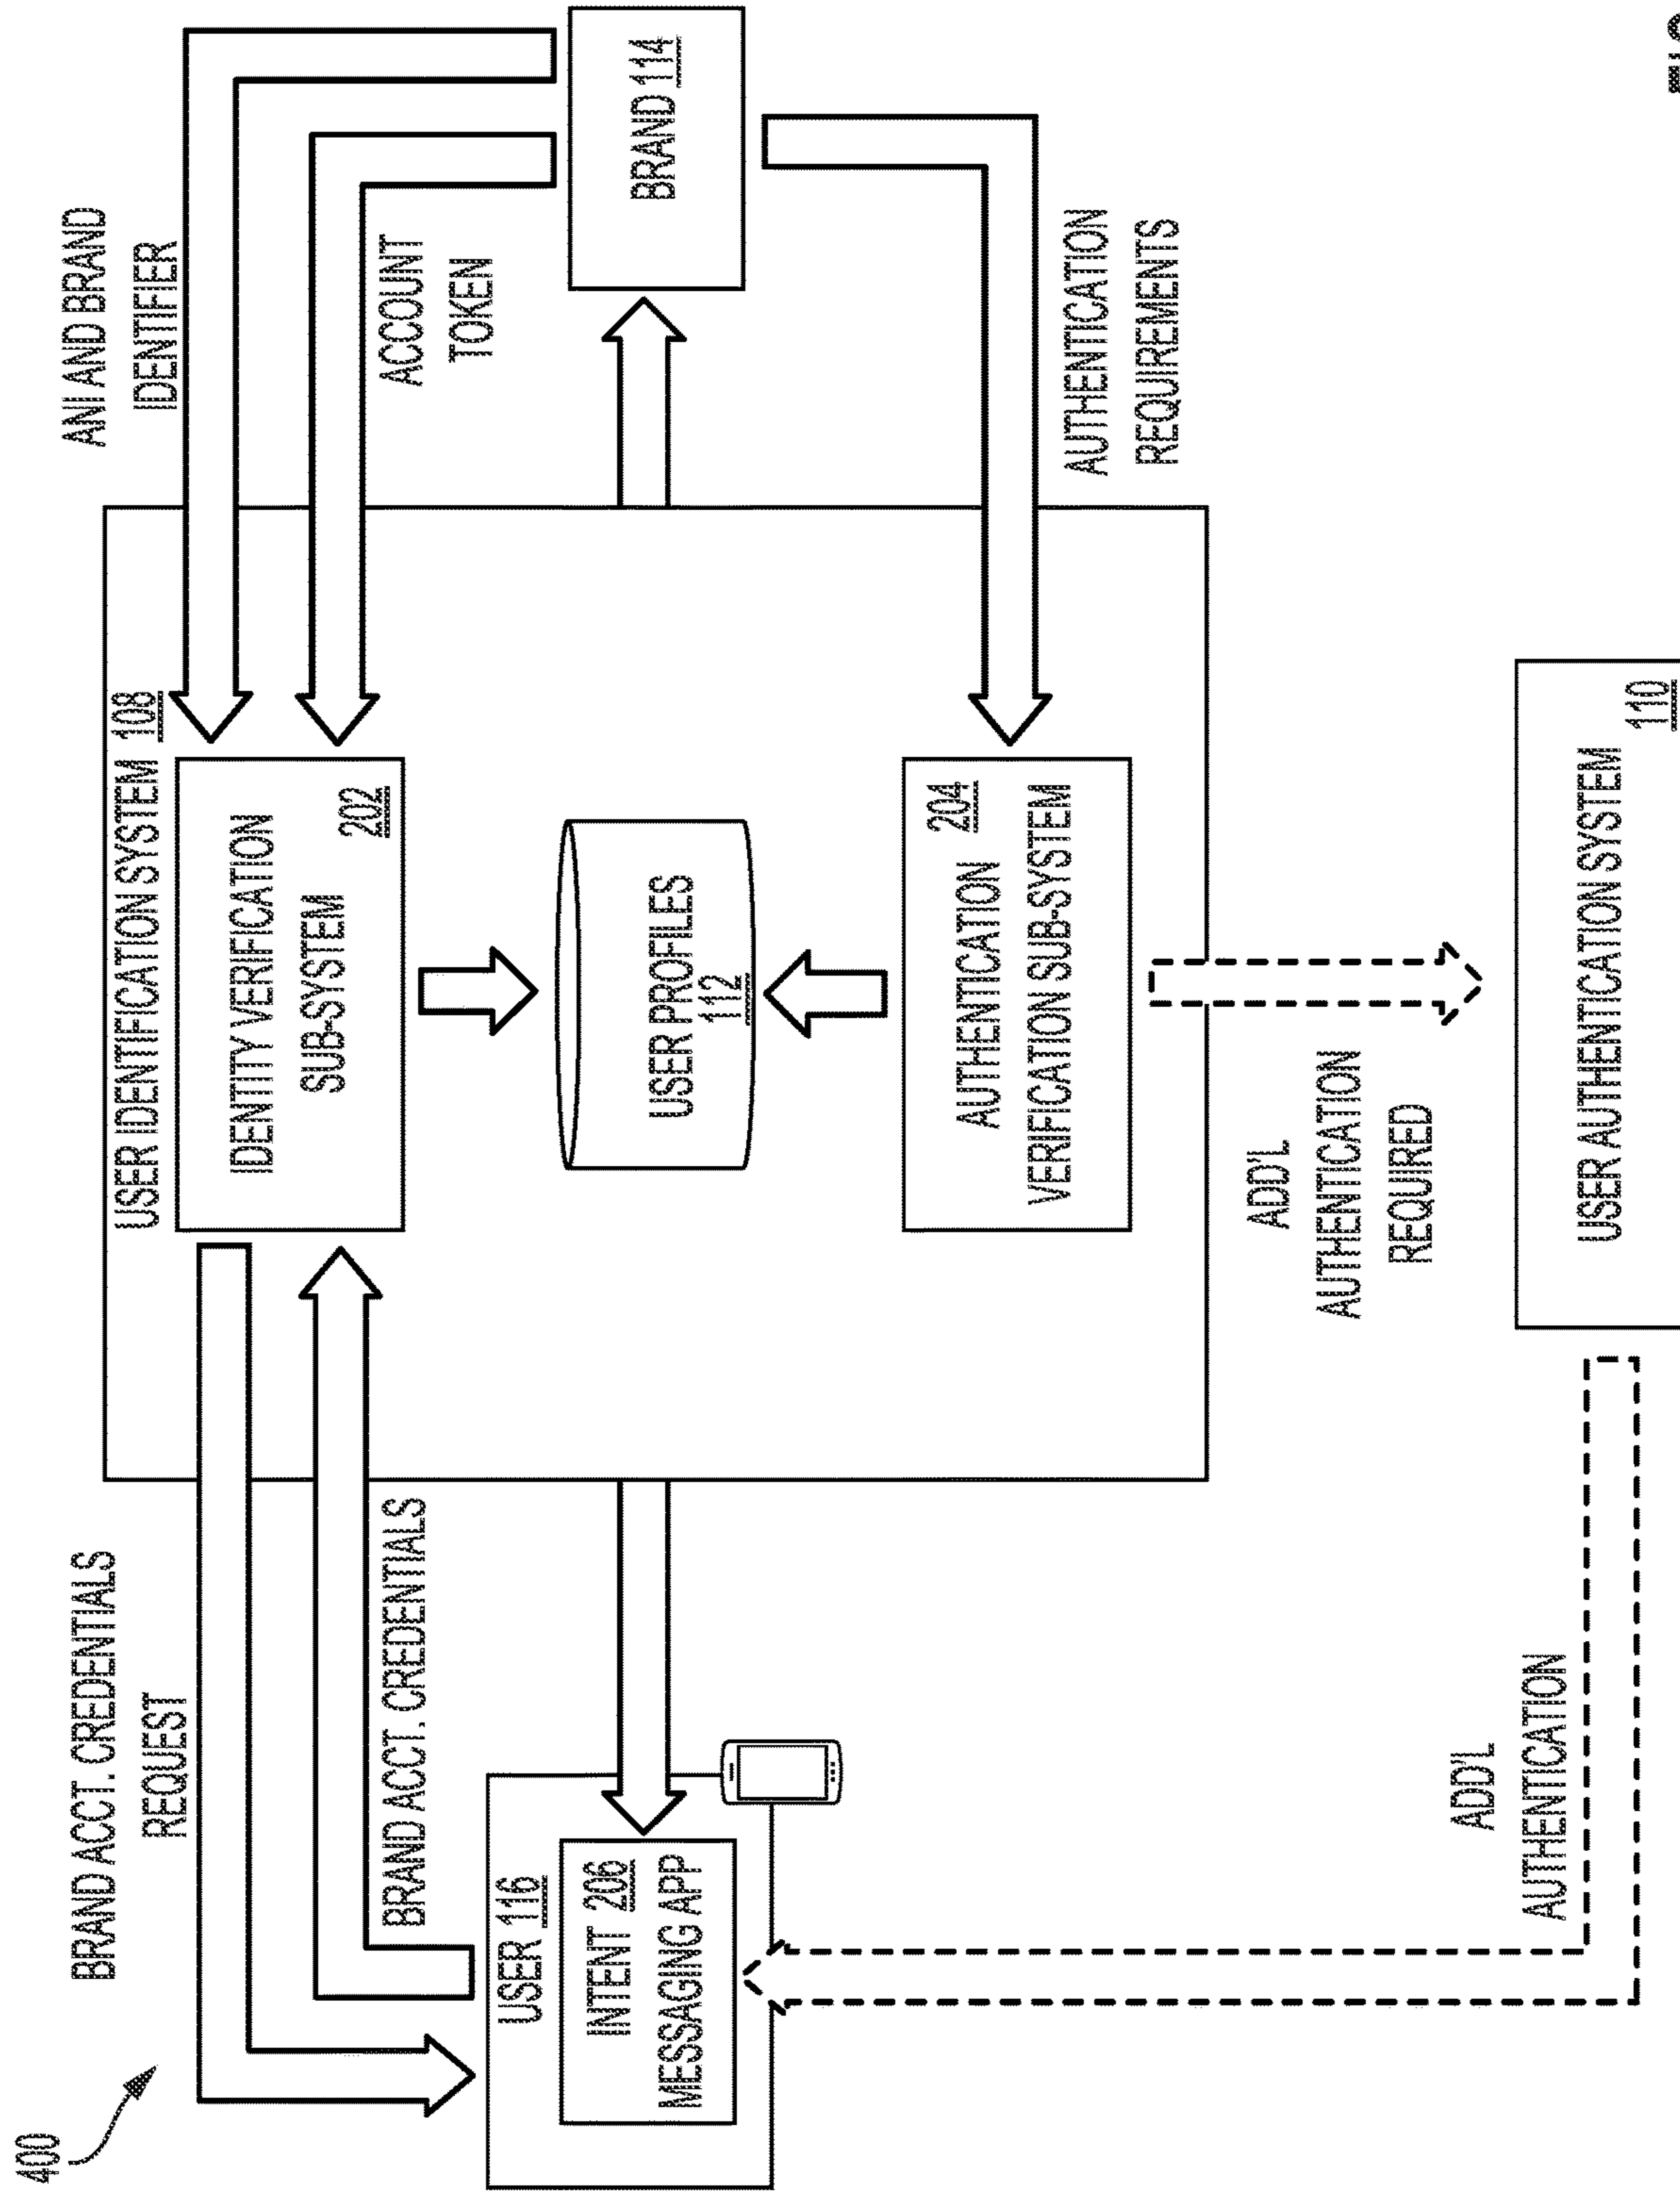 400
BRAND ACCT. CREDENTIALS
REQUEST
BRAND ACCT. CREDENTIALS
USER 116
INTENT 206
MESSAGING APP
USER IDENTIFICATION SYSTEM 108
IDENTITY VERIFICATION
SUB-SYSTEM
202
USER PROFILES
112
204
AUTHENTICATION
VERIFICATION SUB-SYSTEM
ANI AND BRAND
IDENTIFIER
ACCOUNT
TOKEN
BRAND 114
AUTHENTICATION
REQUIREMENTS
ADD'L
AUTHENTICATION
REQUIRED
ADD'L
AUTHENTICATION
USER AUTHENTICATION SYSTEM
110